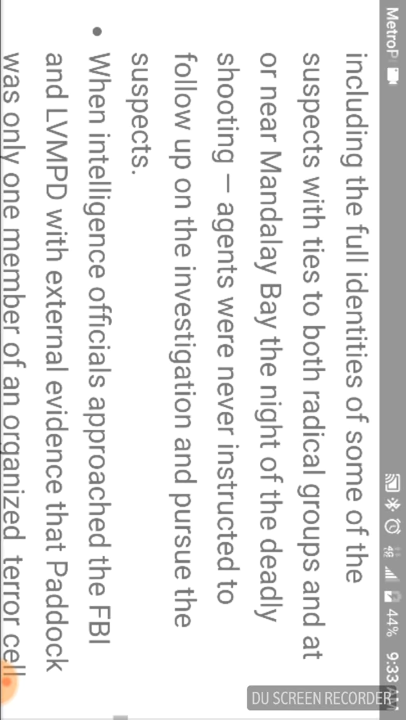 MetroP 44% 9:33 AM
including the full identities of some of the
suspects with ties to both radical groups and at
or near Mandalay Bay the night of the deadly
shooting — agents were never instructed to
follow up on the investigation and pursue the
suspects.
• When intelligence officials approached the FBI
and LVMPD with external evidence that Paddock
was only one member of an organized terror cell
DU SCREEN RECORDER